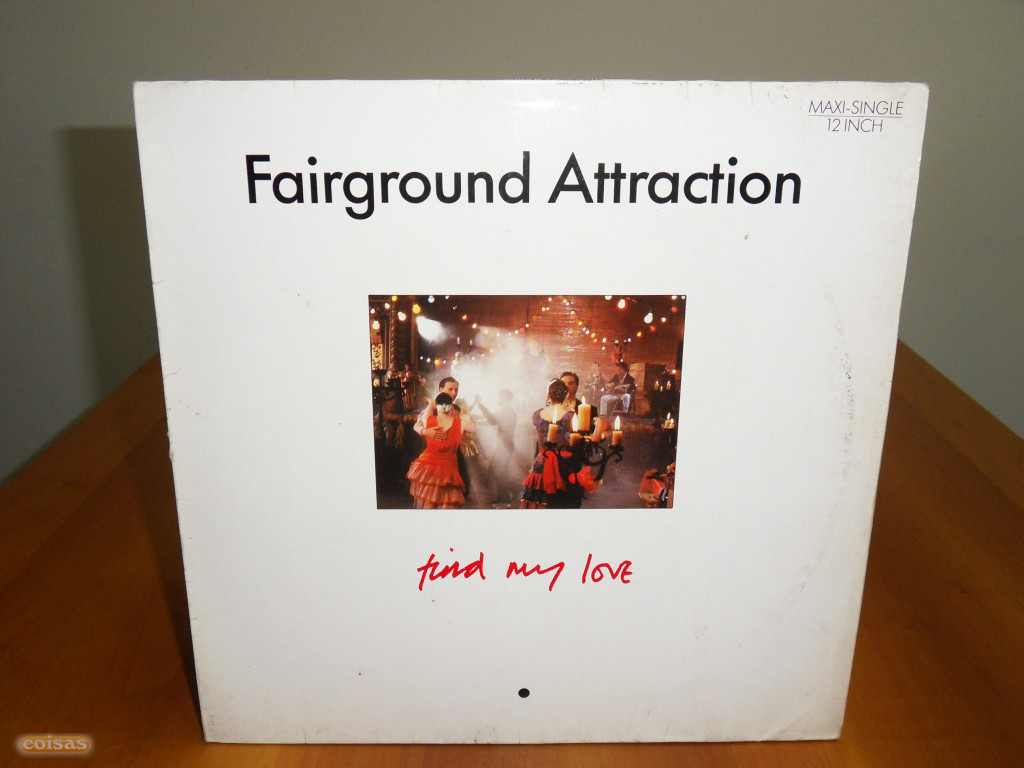 MAXI-SINGLE
12 INCH
Fairground Attraction
find my love
coisas